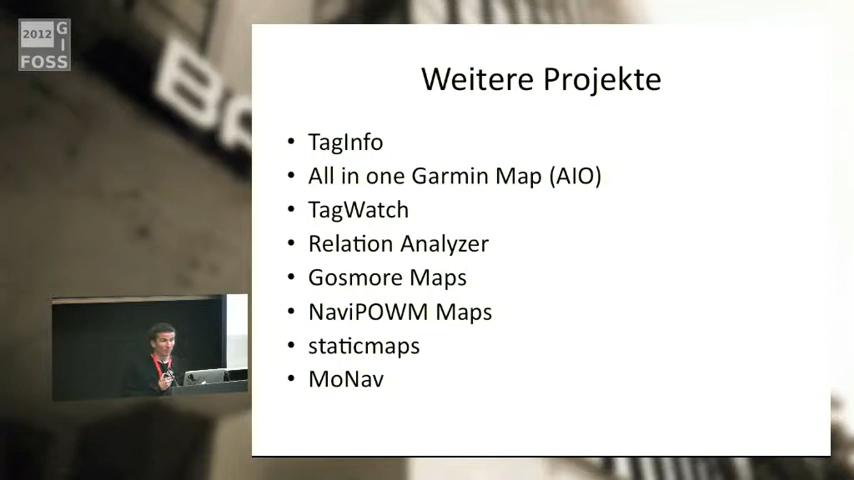 2012 G
I
FOSS
BA
Weitere Projekte
• TagInfo
• All in one Garmin Map (AIO)
• TagWatch
• Relation Analyzer
• Gosmore Maps
• NaviPOWM Maps
• staticmaps
• MoNav